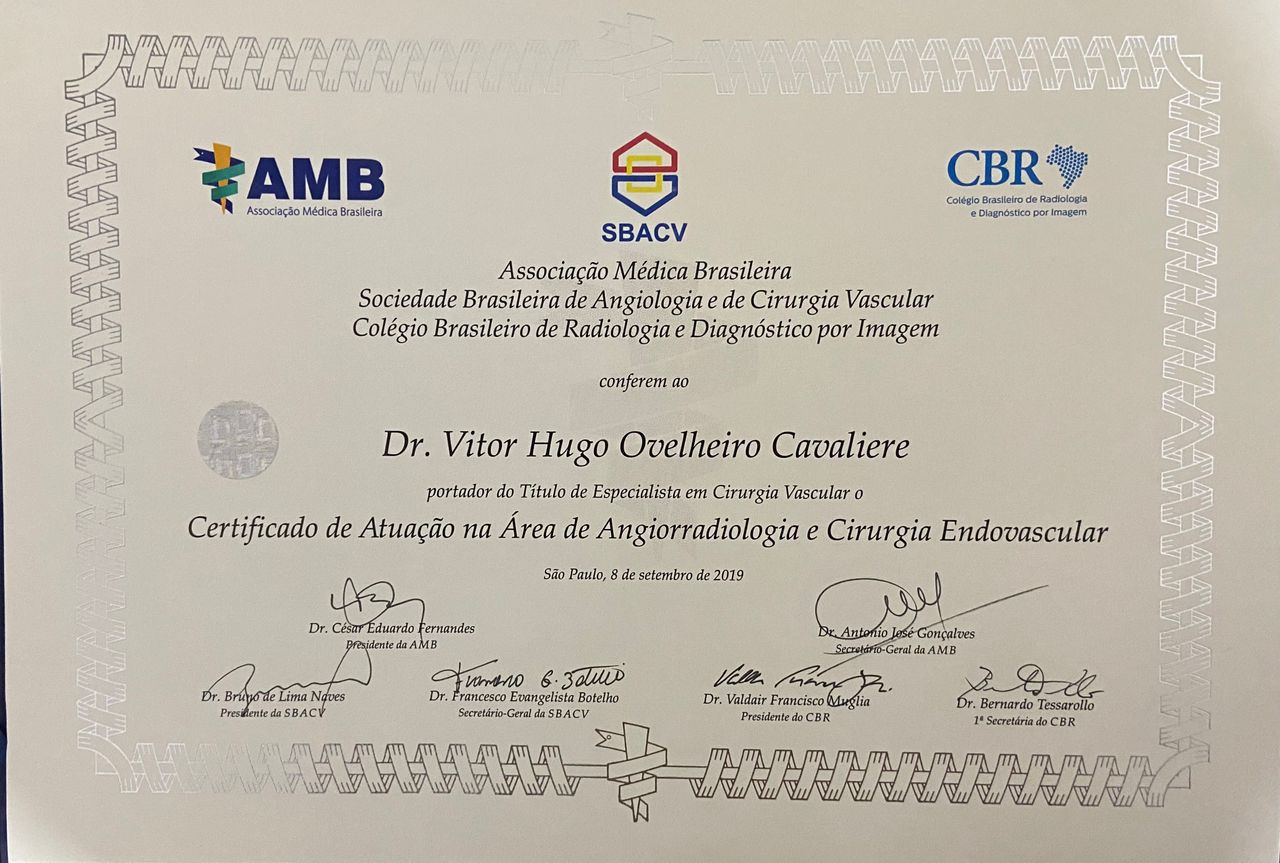 AMB
Associação Médica Brasileira
SBACV
CBR
Colégio Brasileiro de Radiologia
e Diagnóstico por Imagem
Associação Médica Brasileira
Sociedade Brasileira de Angiologia e de Cirurgia Vascular
Colégio Brasileiro de Radiologia e Diagnóstico por Imagem
conferem ao
Dr. Vitor Hugo Ovelheiro Cavaliere
portador do Título de Especialista em Cirurgia Vascular o
Certificado de Atuação na Área de Angiorradiologia e Cirurgia Endovascular
São Paulo, 8 de setembro de 2019
Dr. César Eduardo Fernandes
Presidente da AMB
Dr. Antonio José Gonçalves
Secretário-Geral da AMB
Dr. Bruno de Lima Naves
Presidente da SBACV
Dr. Francesco Evangelista Botelho
Secretário-Geral da SBACV
Dr. Valdair Francisco Muglia
Presidente do CBR
Dr. Bernardo Tessarollo
1ª Secretária do CBR